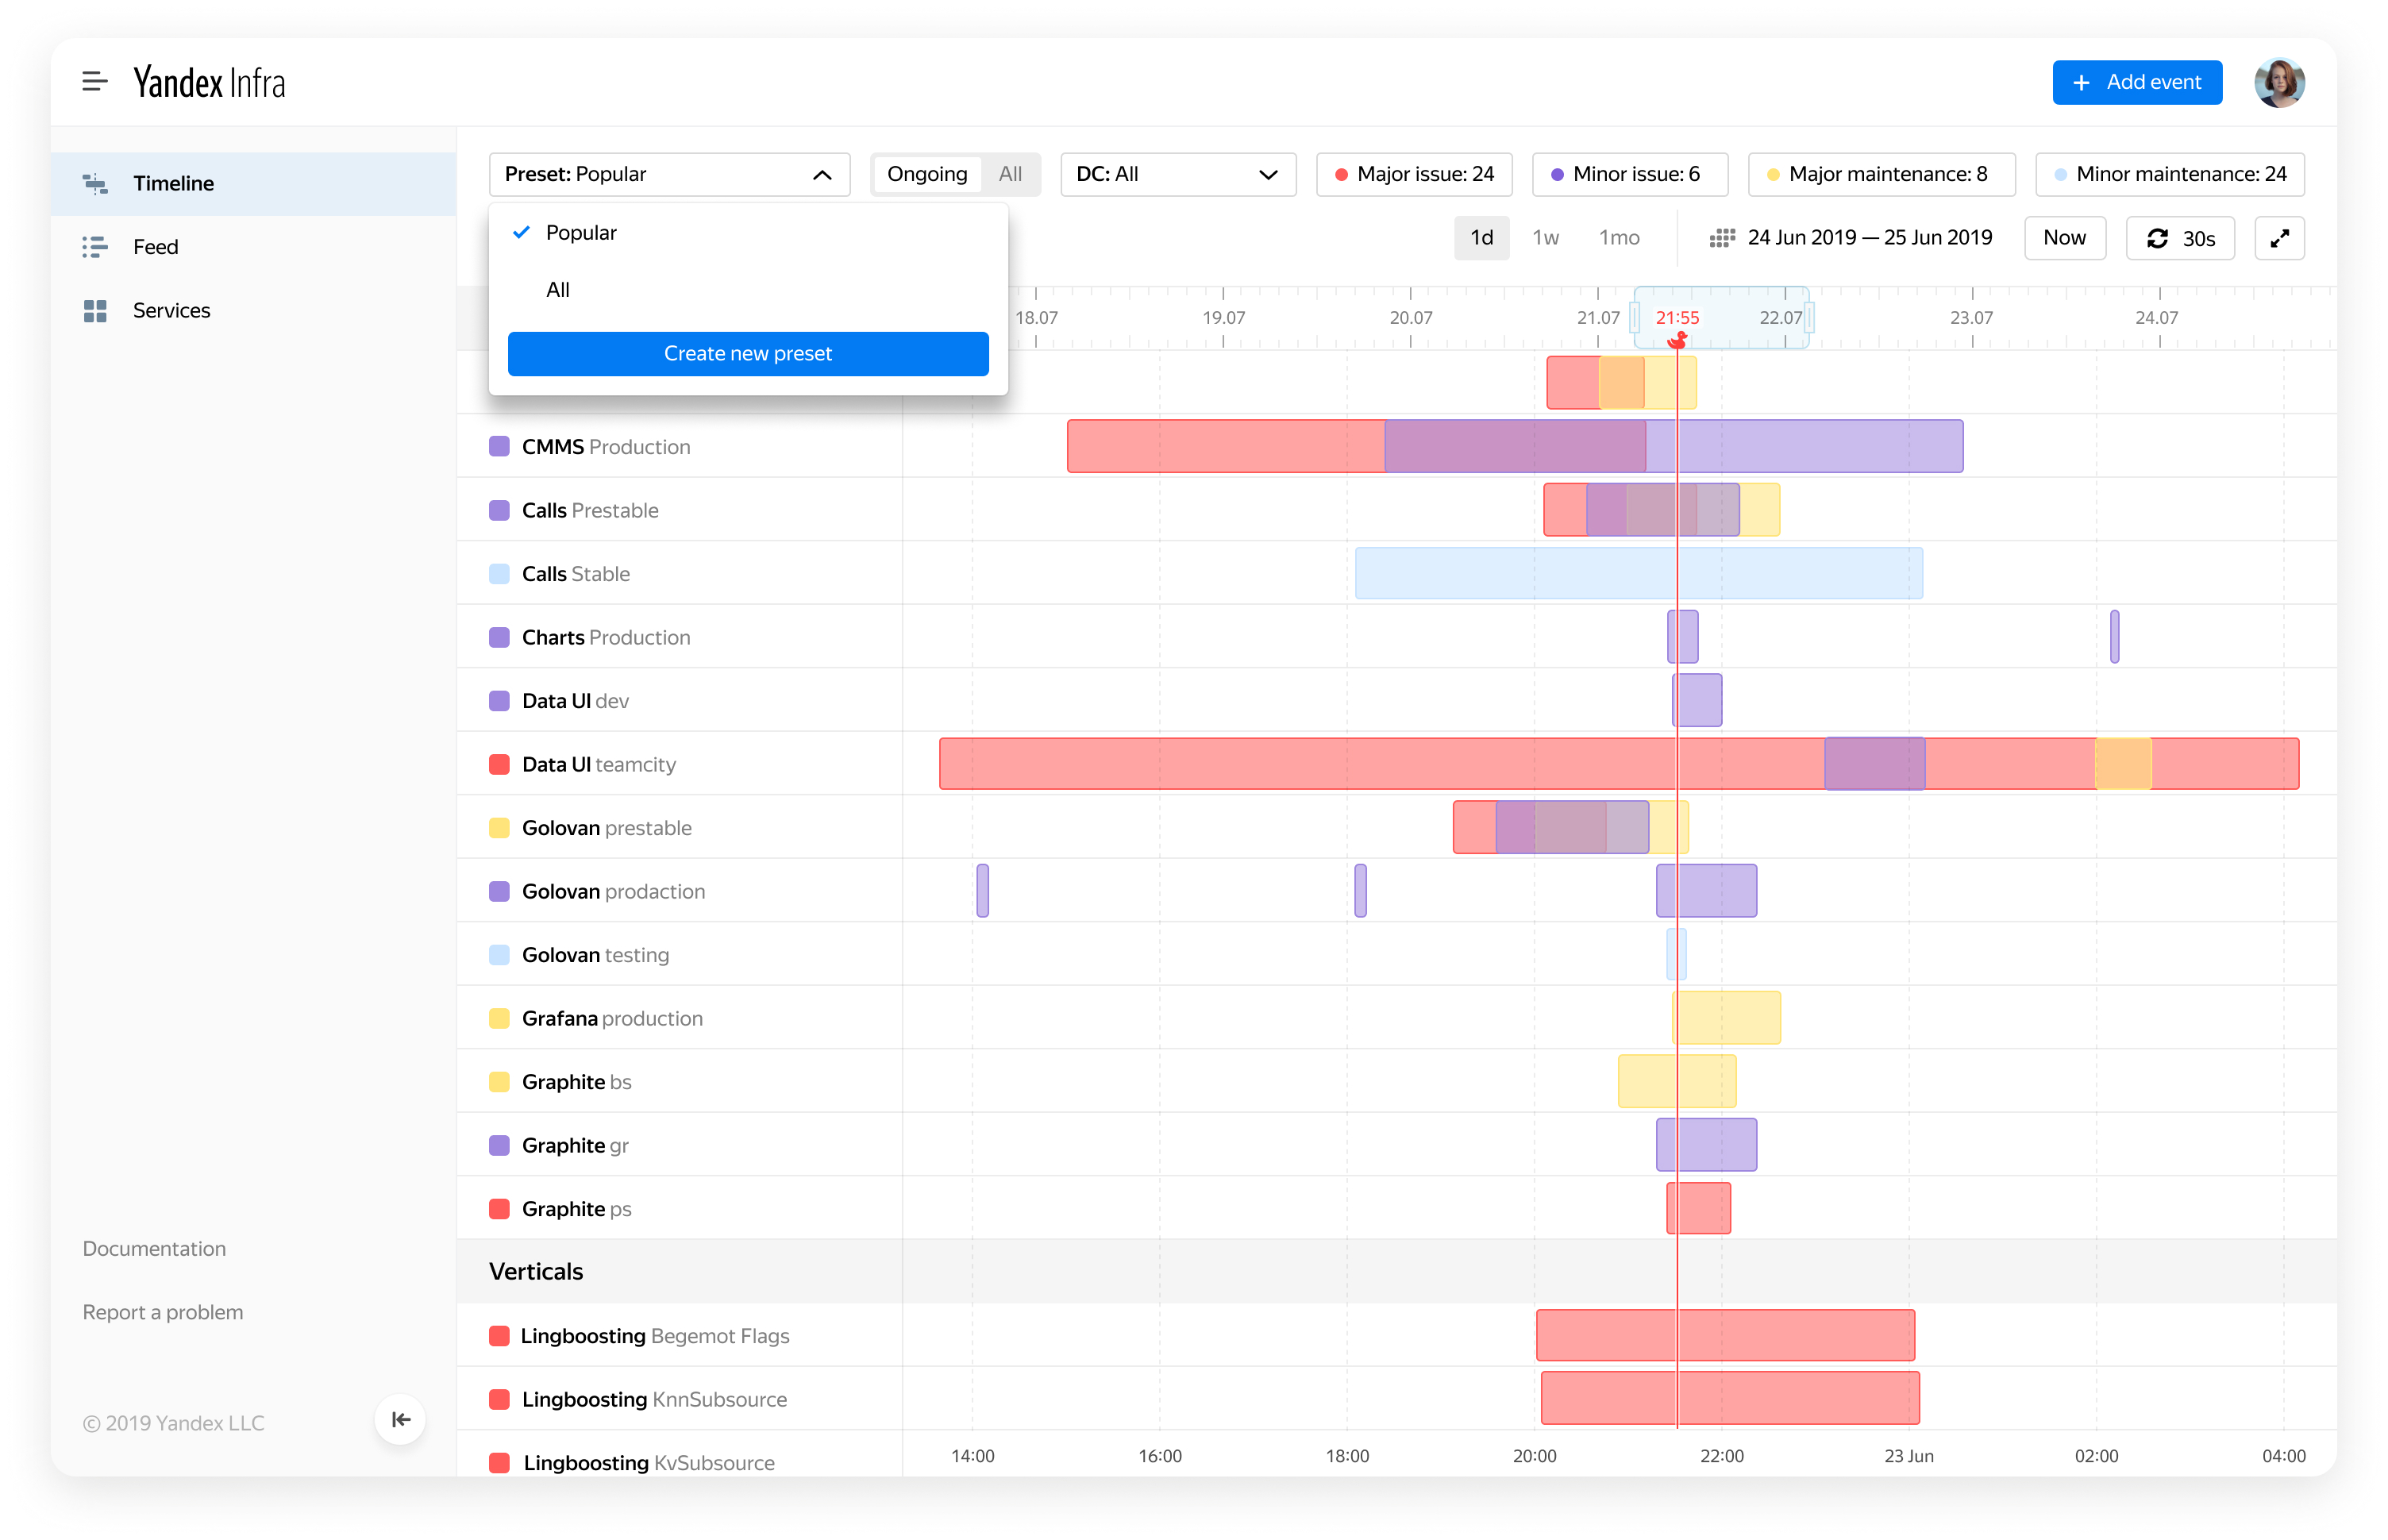 Yandex Infra
+ Add event
Timeline
Feed
Services
Documentation
Report a problem
© 2019 Yandex LLC
Preset: Popular
Ongoing All
DC: All
Major issue: 24
Minor issue: 6
Major maintenance: 8
Minor maintenance: 24
Popular
All
Create new preset
1d 1w 1mo
24 Jun 2019 — 25 Jun 2019
Now
30s
18.07 19.07 20.07 21.07 21:55 22.07 23.07 24.07
CMMS Production
Calls Prestable
Calls Stable
Charts Production
Data UI dev
Data UI teamcity
Golovan prestable
Golovan prodaction
Golovan testing
Grafana production
Graphite bs
Graphite gr
Graphite ps
Verticals
Lingboosting Begemot Flags
Lingboosting KnnSubsource
Lingboosting KvSubsource
14:00 16:00 18:00 20:00 22:00 23 Jun 02:00 04:00